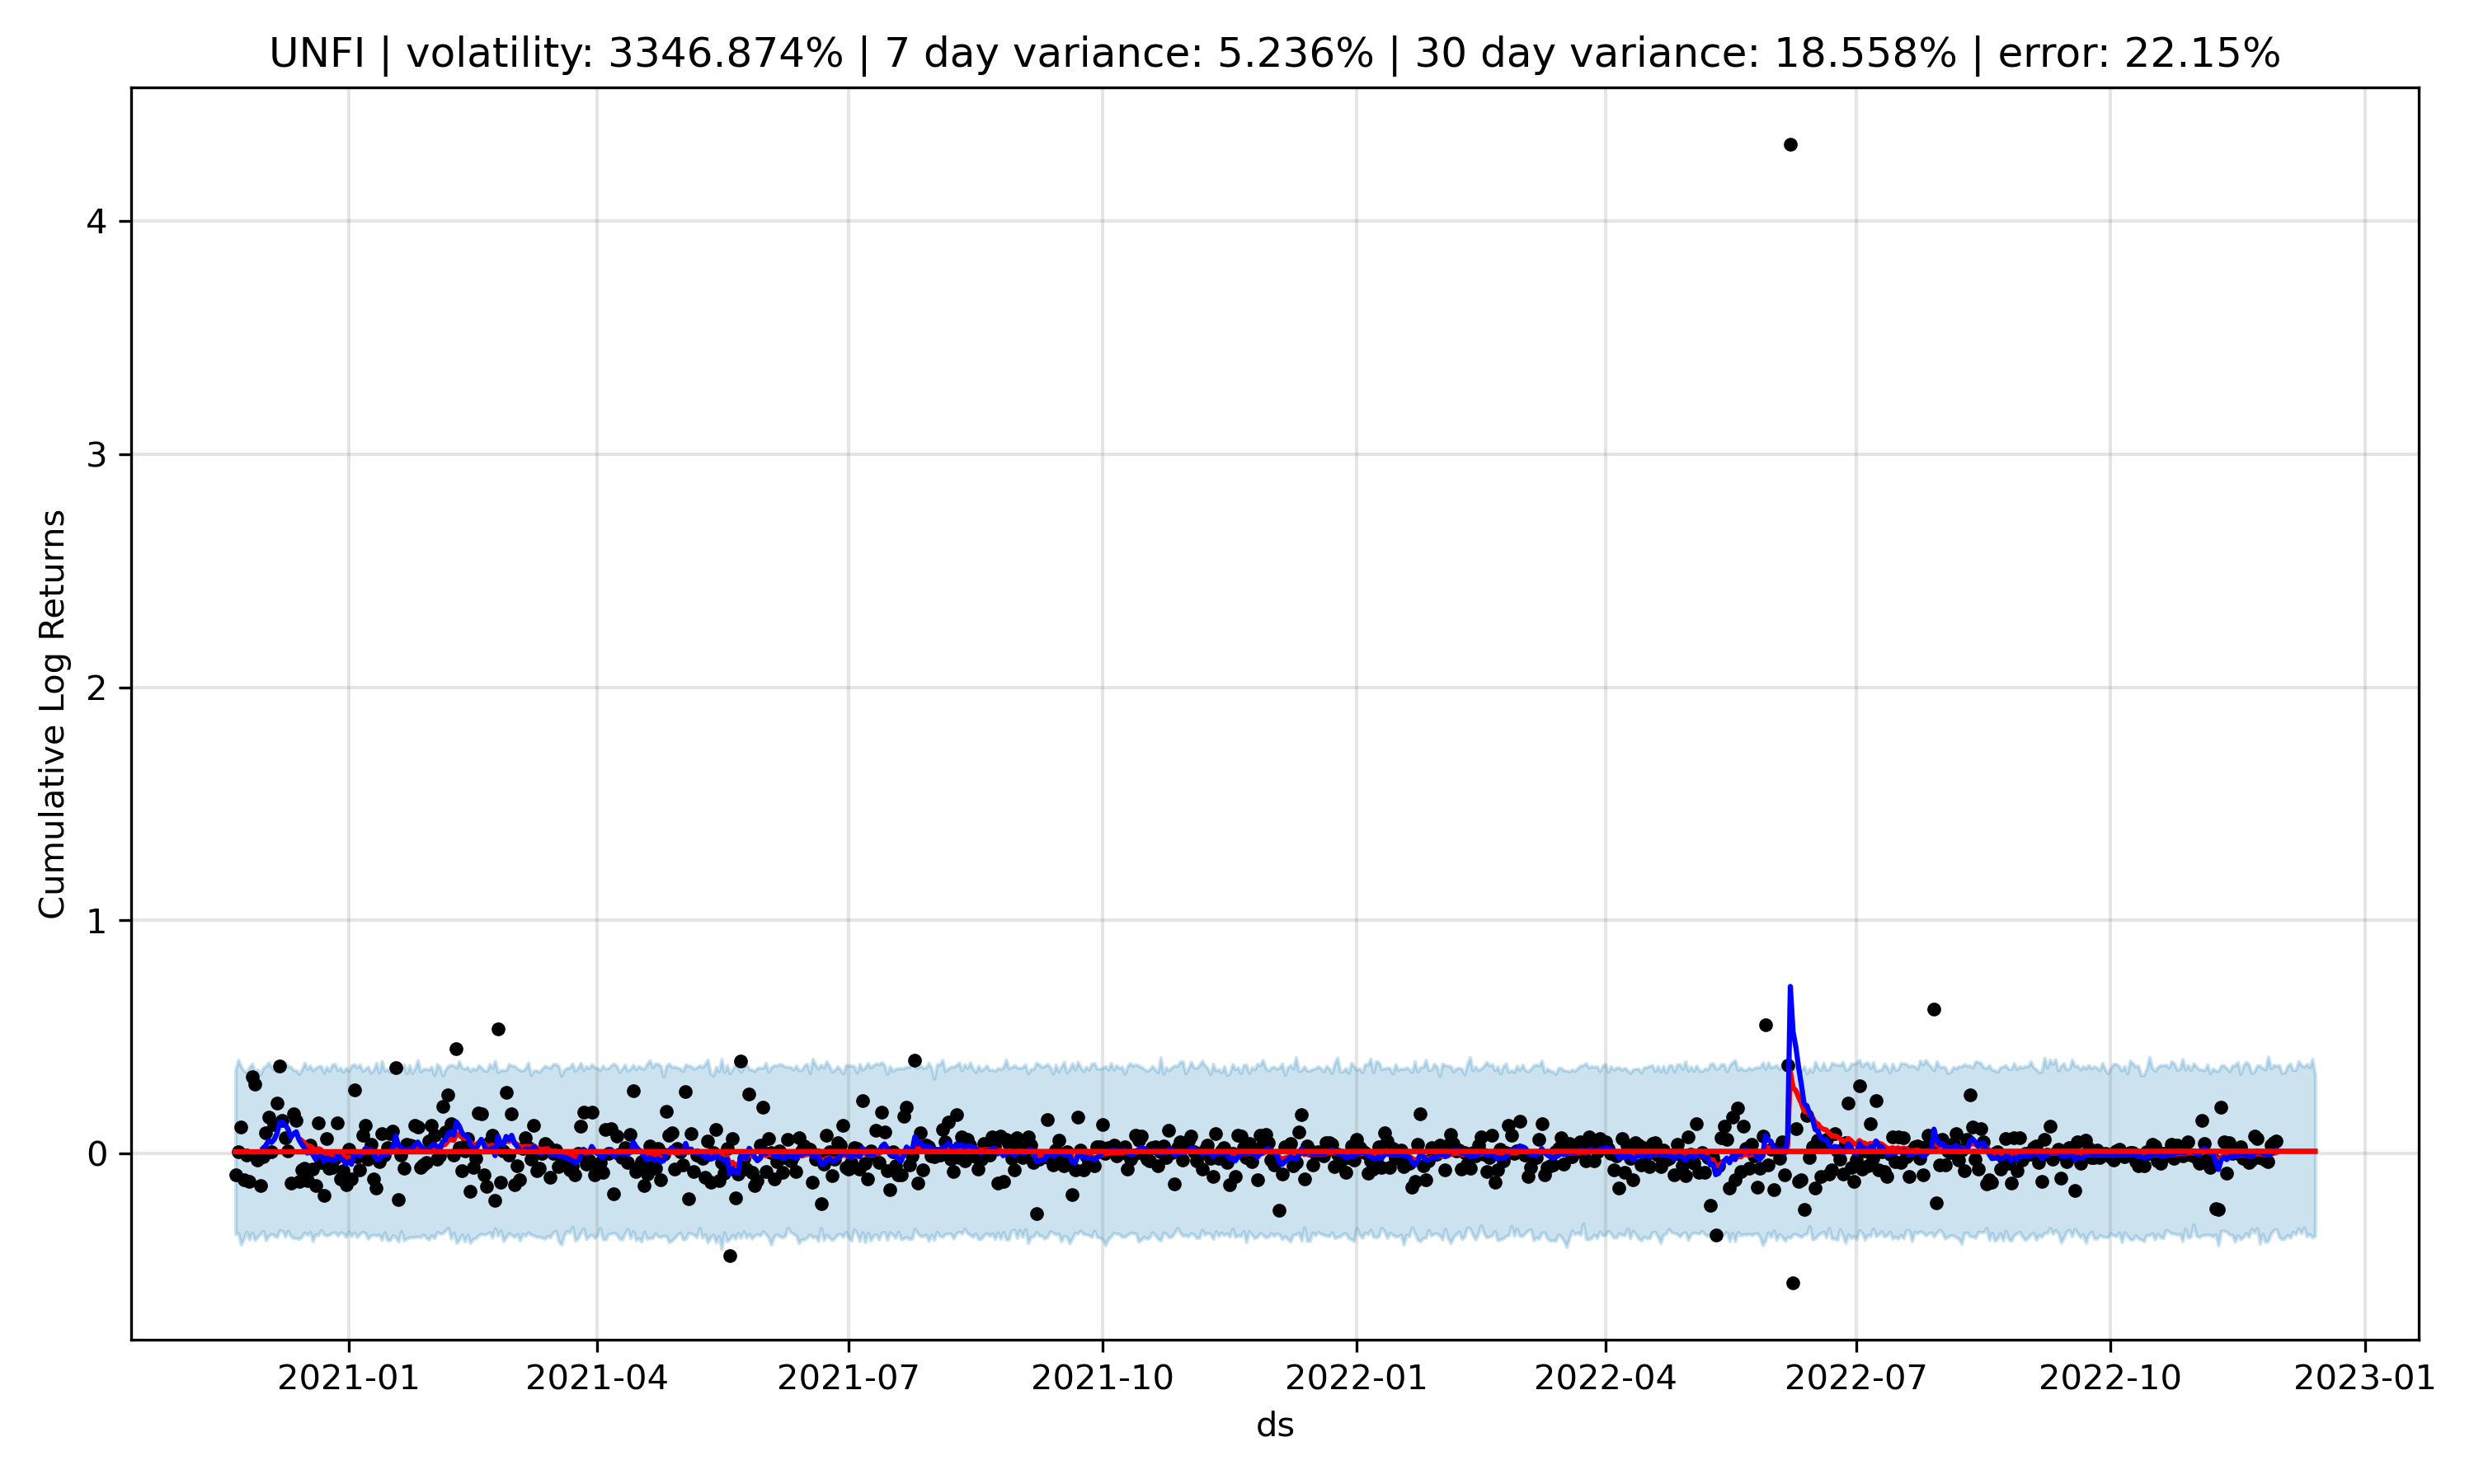 UNFI | volatility: 3346.874% | 7 day variance: 5.236% | 30 day variance: 18.558% | error: 22.15%
Cumulative Log Returns
4
3
2
1
0
2021-01 2021-04 2021-07 2021-10 2022-01 2022-04 2022-07 2022-10 2023-01
ds